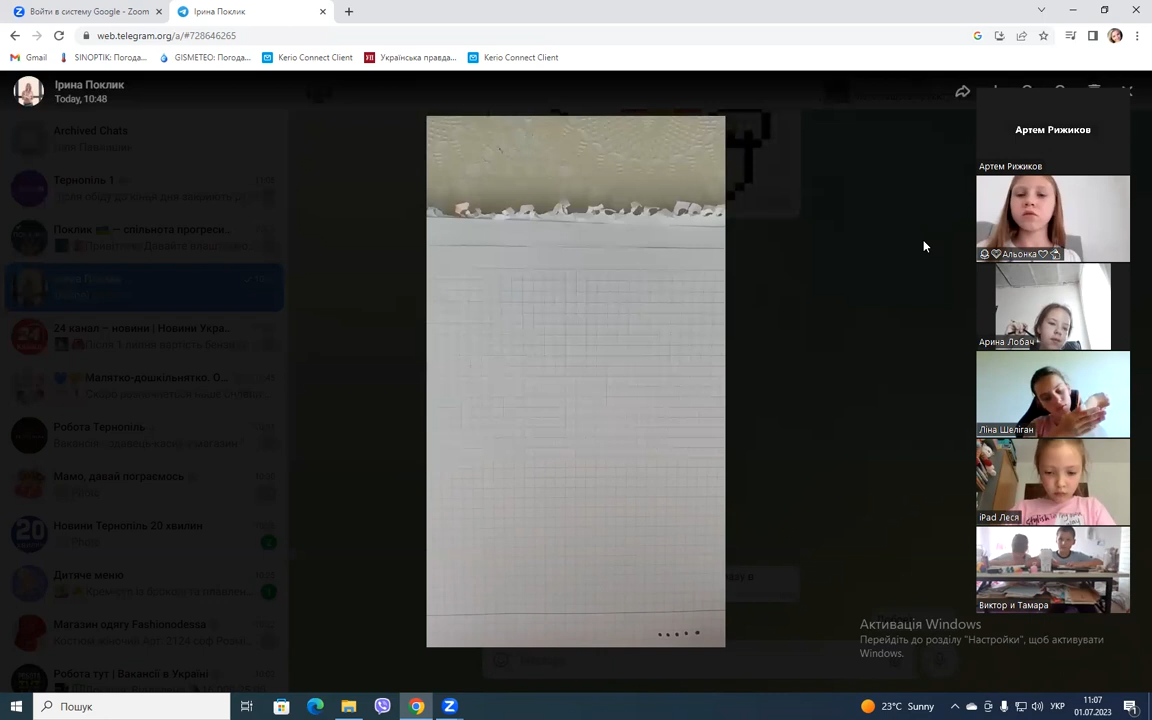 Войти в систему Google - Zoom
Ірина Поклик
web.telegram.org/a/#728646265
Gmail
SINOPTIK: Погода...
GISMETEO: Погода...
Kerio Connect Client
Українська правда...
Kerio Connect Client
Ірина Поклик
Today, 10:48
Archived Chats
Тернопіль 1
Поклик
— спільнота прогреси...
24 канал – новини | Новини Укра...
Малятко-дошкільнятко. О...
Робота Тернопіль
Мамо, давай пограємось
Photo
Новини Тернопіль 20 хвилин
Photo
2
Дитяче меню
1
Магазин одягу Fashionodessa
Робота тут | Вакансії в Україні
Артем Рижиков
Артем Рижиков
Альонка
Арина Лобач
Ліна Шеліган
iPad Леся
Виктор и Тамара
Активація Windows
Перейдіть до розділу "Настройки", щоб активувати
Windows.
Пошук
23°C Sunny
УКР
11:07
01.07.2023